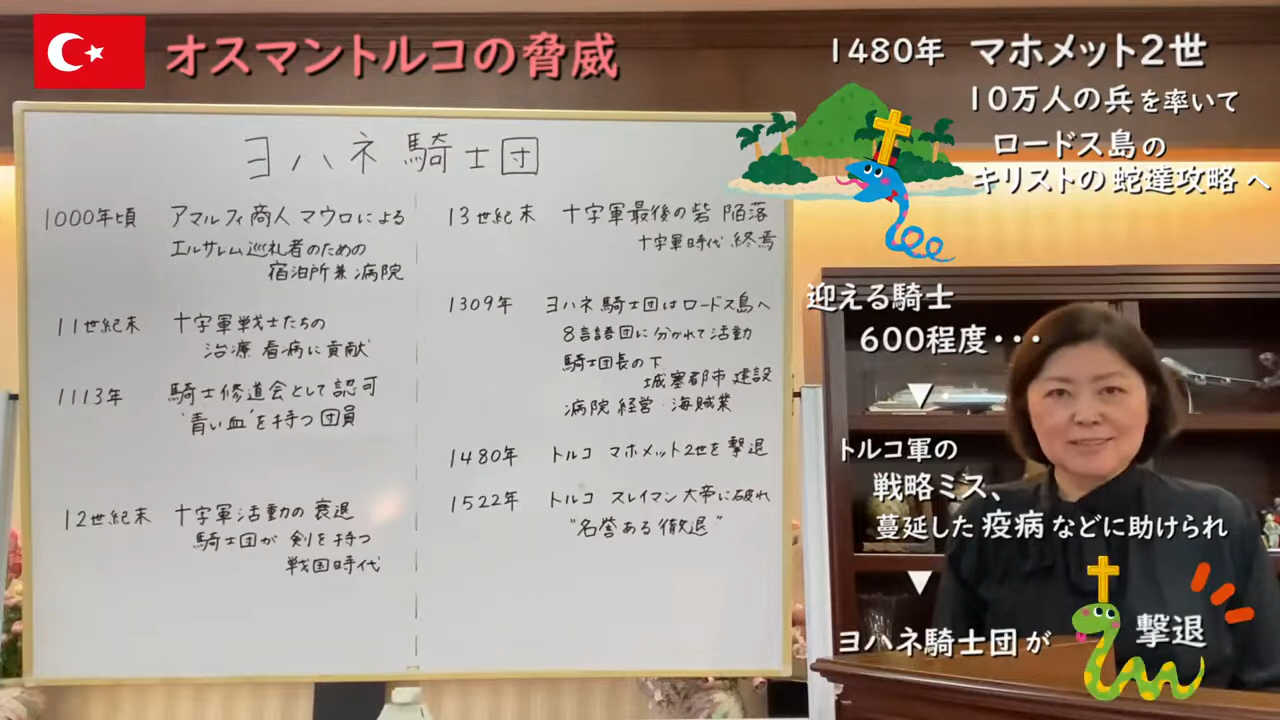 オスマントルコの脅威
ヨハネ騎士団
1000年頃 アマルフィ商人 マウロによる
エルサレム巡礼者のための
宿泊所兼病院
11世紀末 十字軍戦士たちの
治療 看病に貢献
1113年 騎士修道会として認可
"青い血"を持つ団員
12世紀末 十字軍活動の衰退
騎士団が 剣を持つ
戦国時代
13世紀末 十字軍最後の砦 陥落
十字軍時代 終焉
1309年 ヨハネ騎士団はロードス島へ
8言語団に分かれて活動
騎士団長の下
城塞都市 建設
病院経営・海賊業
1480年 トルコ マホメット2世を撃退
1522年 トルコ スレイマン大帝に破れ
"名誉ある撤退"
1480年 マホメット2世
10万人の兵を率いて
ロードス島の
キリストの蛇達攻略へ
迎える騎士
600程度・・・
▼
トルコ軍の
戦略ミス、
蔓延した疫病などに助けられ
▼
ヨハネ騎士団が 撃退